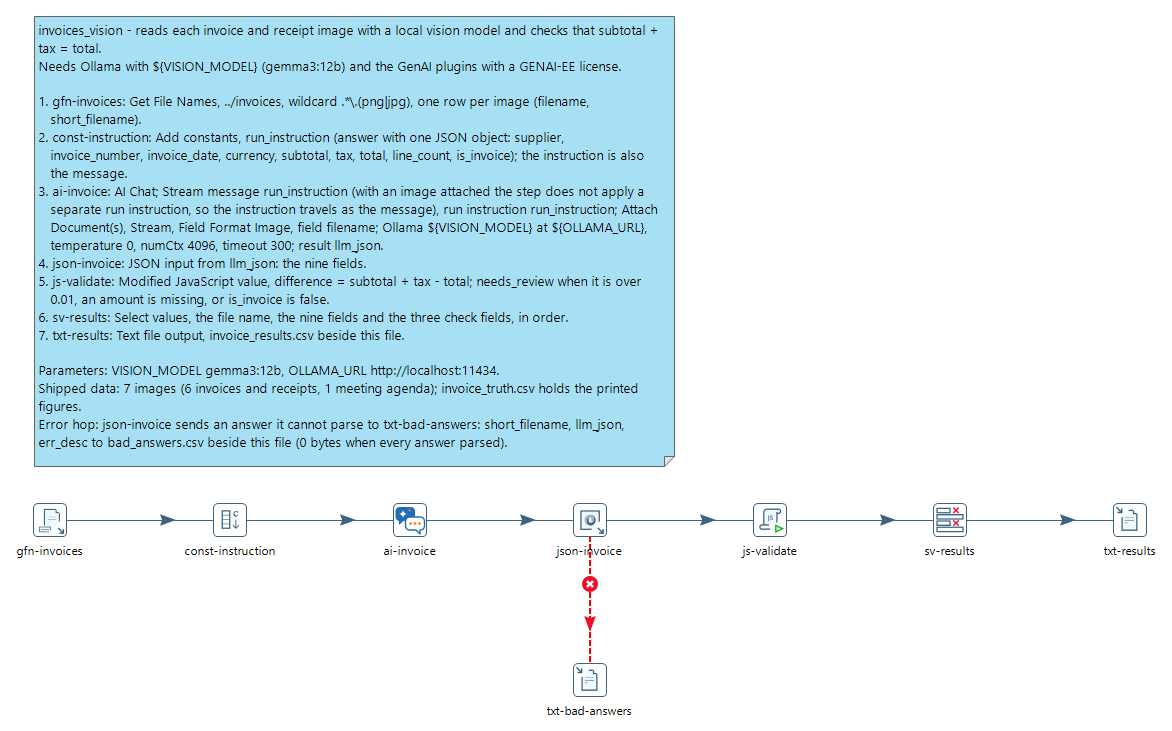 invoices_vision - reads each invoice and receipt image with a local vision model and checks that subtotal +
tax = total.
Needs Ollama with ${VISION_MODEL} (gemma3:12b) and the GenAI plugins with a GENAI-EE license.
1. gfn-invoices: Get File Names, ../invoices, wildcard .*\.(png|jpg), one row per image (filename,
short_filename).
2. const-instruction: Add constants, run_instruction (answer with one JSON object: supplier,
invoice_number, invoice_date, currency, subtotal, tax, total, line_count, is_invoice); the instruction is also
the message.
3. ai-invoice: AI Chat; Stream message run_instruction (with an image attached the step does not apply a
separate run instruction, so the instruction travels as the message), run instruction run_instruction; Attach
Document(s), Stream, Field Format Image, field filename; Ollama ${VISION_MODEL} at ${OLLAMA_URL},
temperature 0, numCtx 4096, timeout 300; result llm_json.
4. json-invoice: JSON input from llm_json: the nine fields.
5. js-validate: Modified JavaScript value, difference = subtotal + tax - total; needs_review when it is over
0.01, an amount is missing, or is_invoice is false.
6. sv-results: Select values, the file name, the nine fields and the three check fields, in order.
7. txt-results: Text file output, invoice_results.csv beside this file.
Parameters: VISION_MODEL gemma3:12b, OLLAMA_URL http://localhost:11434.
Shipped data: 7 images (6 invoices and receipts, 1 meeting agenda); invoice_truth.csv holds the printed
figures.
Error hop: json-invoice sends an answer it cannot parse to txt-bad-answers: short_filename, llm_json,
err_desc to bad_answers.csv beside this file (0 bytes when every answer parsed).
gfn-invoices
const-instruction
ai-invoice
json-invoice
js-validate
sv-results
txt-results
txt-bad-answers